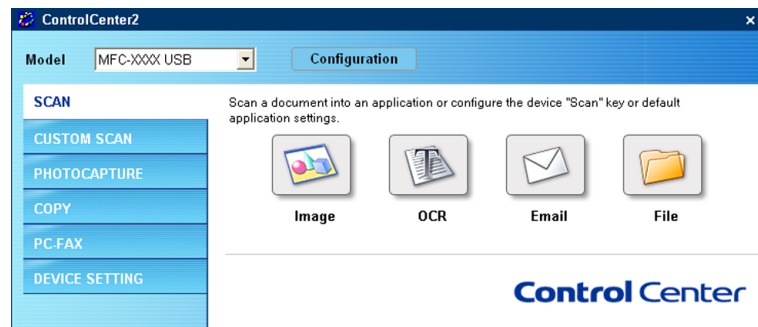 ControlCenter2
Model MFC-XXXX USB Configuration
SCAN
CUSTOM SCAN
PHOTOCAPTURE
COPY
PC-FAX
DEVICE SETTING
Scan a document into an application or configure the device "Scan" key or default
application settings.
Image OCR Email File
Control Center